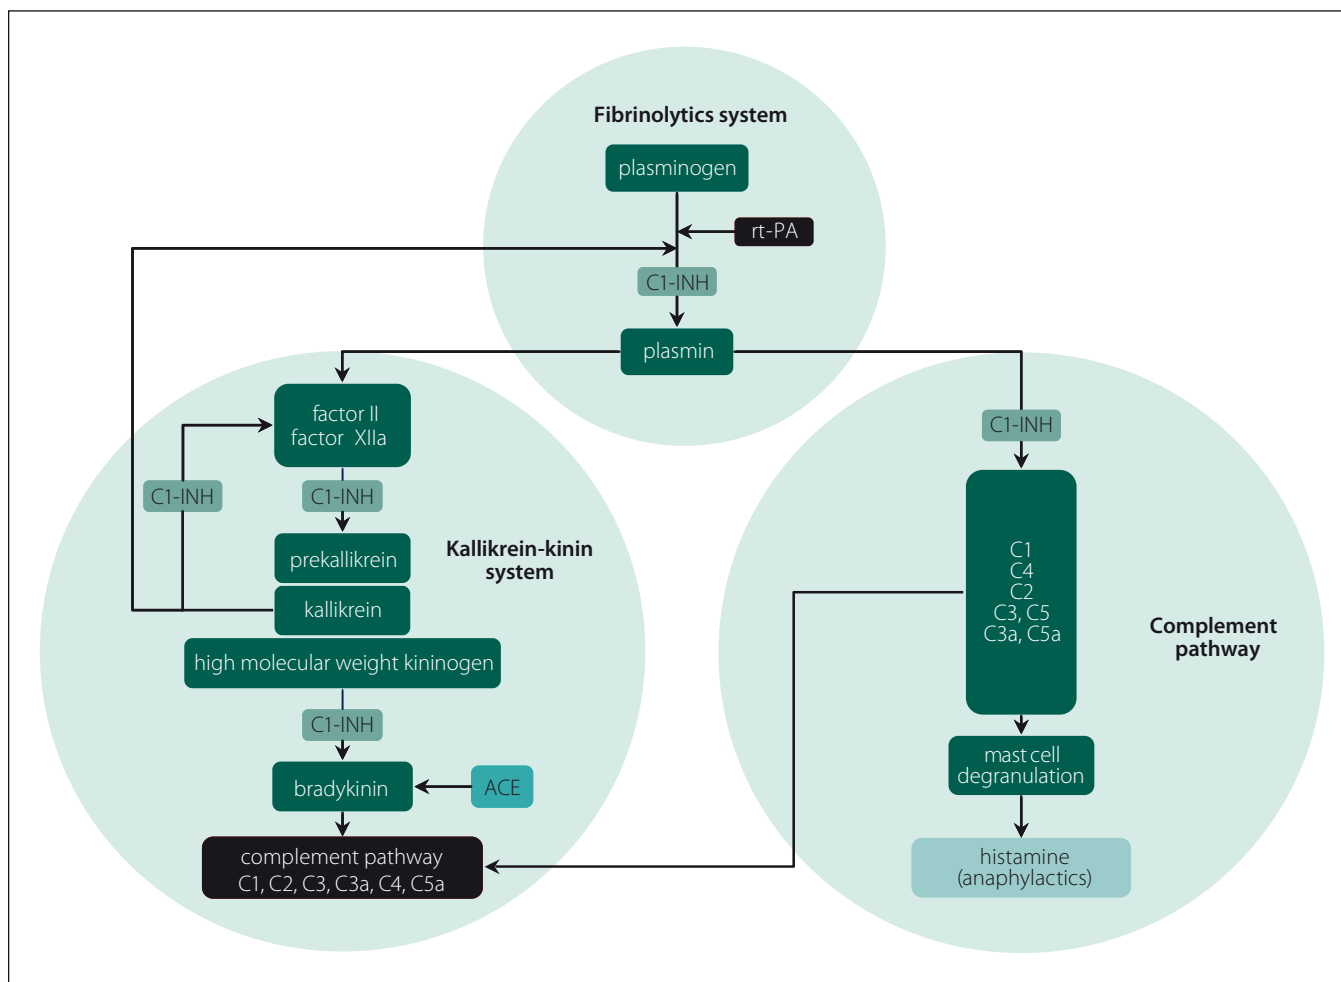 Fibrinolytics system
plasminogen
rt-PA
C1-INH
plasmin
factor II
factor XIIa
C1-INH
C1-INH
prekallikrein
kallikrein
high molecular weight kininogen
C1-INH
bradykinin
ACE
complement pathway
C1, C2, C3, C3a, C4, C5a
Kallikrein-kinin
system
C1-INH
C1
C4
C2
C3, C5
C3a, C5a
Complement
pathway
mast cell
degranulation
histamine
(anaphylactics)